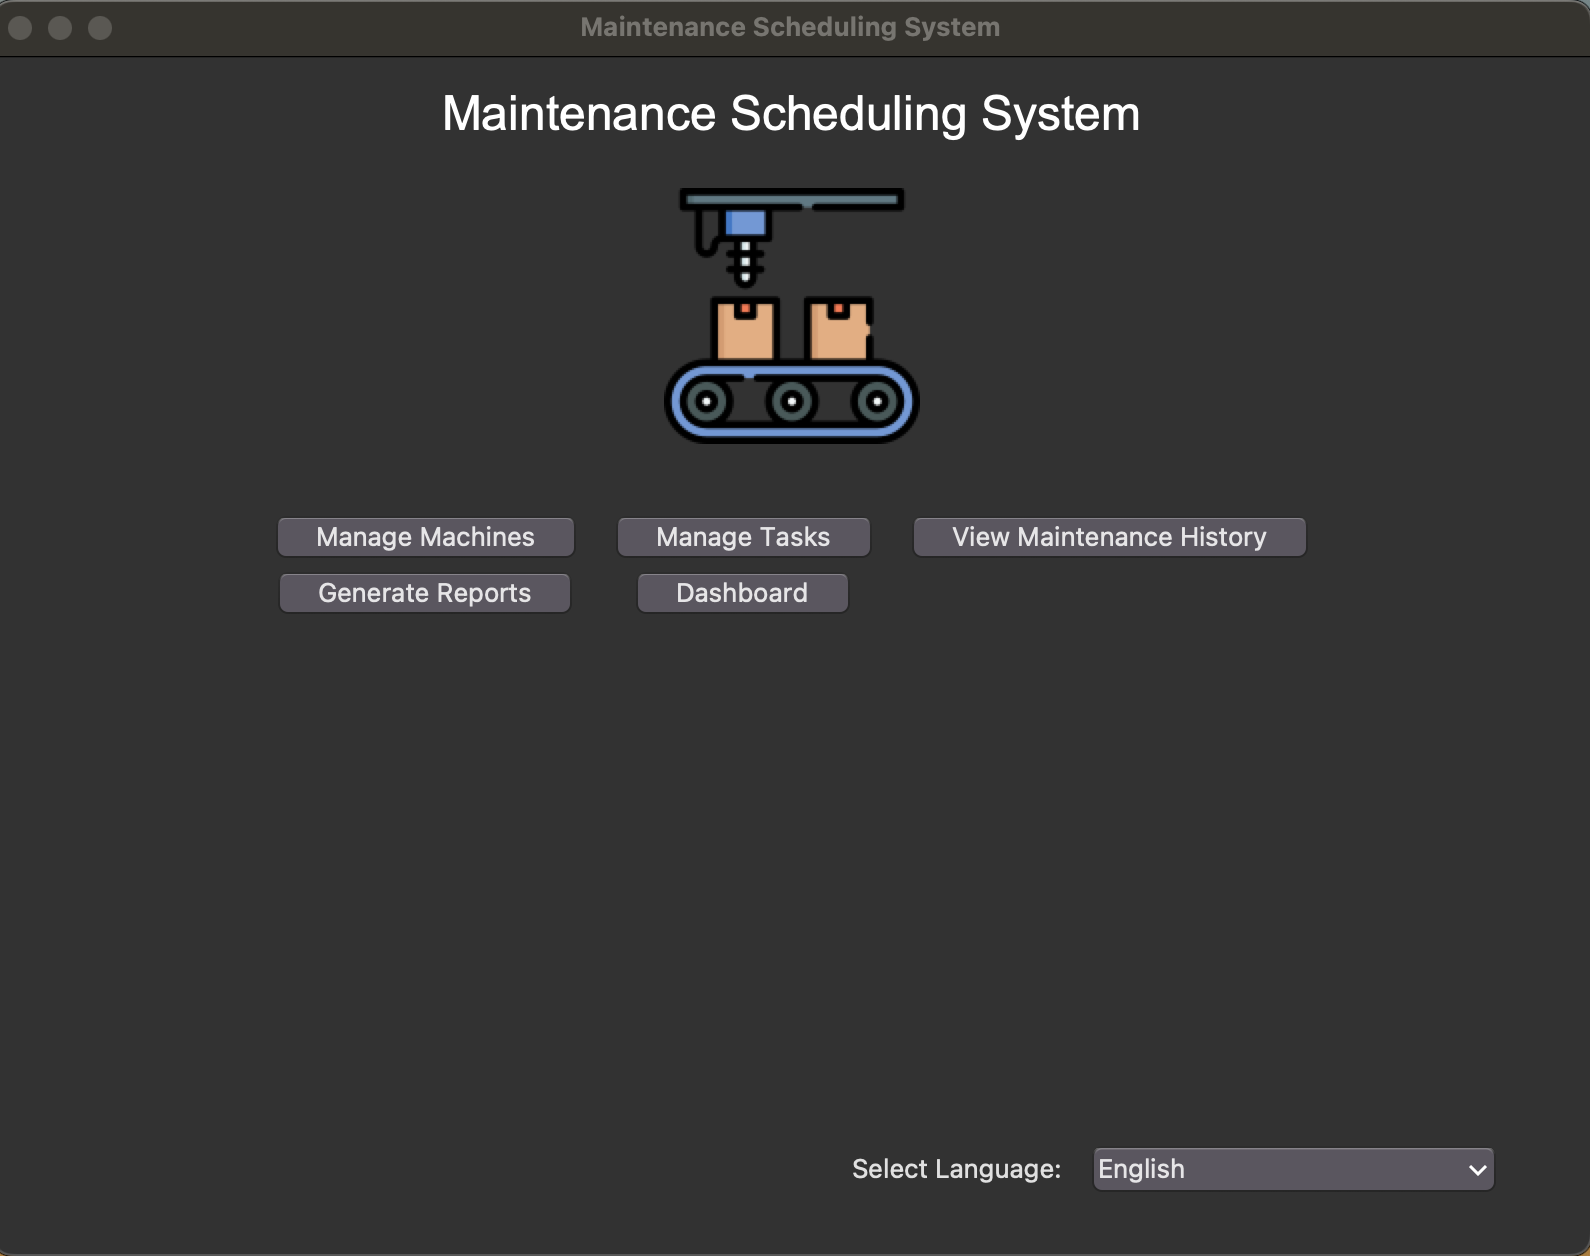 Maintenance Scheduling System
Maintenance Scheduling System
Manage Machines Manage Tasks View Maintenance History
Generate Reports Dashboard
Select Language: English